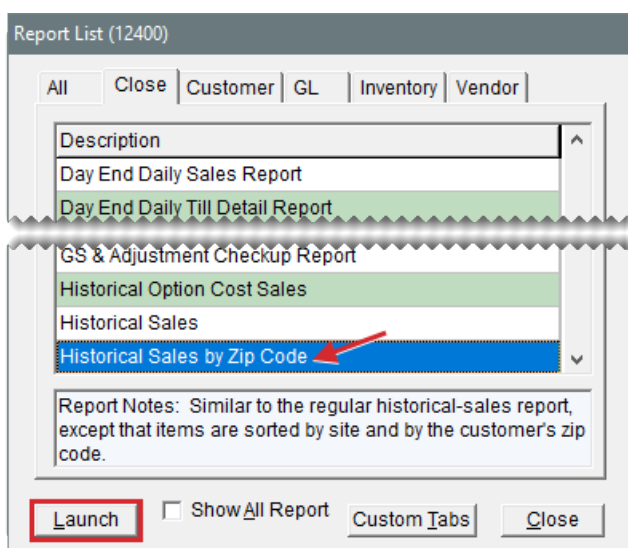 Report List (12400)
All Close Customer GL Inventory Vendor
Description
Day End Daily Sales Report
Day End Daily Till Detail Report
GS & Adjustment Checkup Report
Historical Option Cost Sales
Historical Sales
Historical Sales by Zip Code
Report Notes: Similar to the regular historical-sales report,
except that items are sorted by site and by the customer's zip
code.
Launch Show All Report Custom Tabs Close